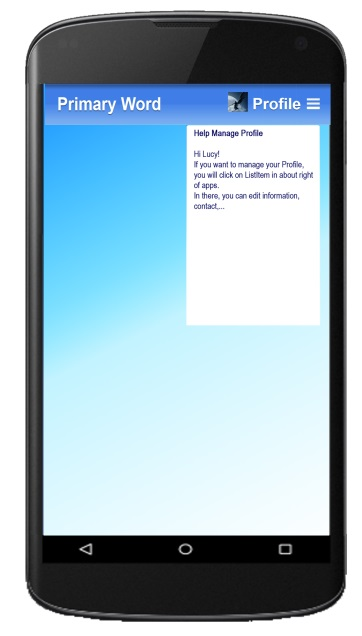 Primary Word Profile
Help Manage Profile
Hi Lucy!
If you want to manage your Profile,
you will click on ListItem in about right
of apps.
In there, you can edit information,
contact,...